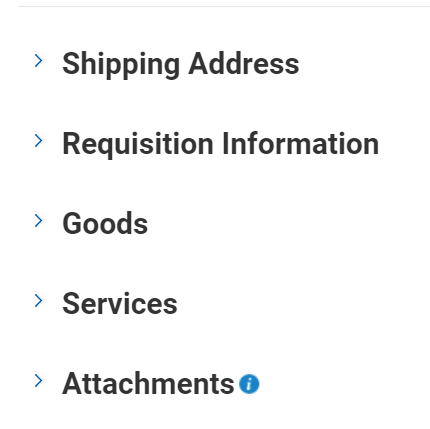 Shipping Address
Requisition Information
Goods
Services
Attachments